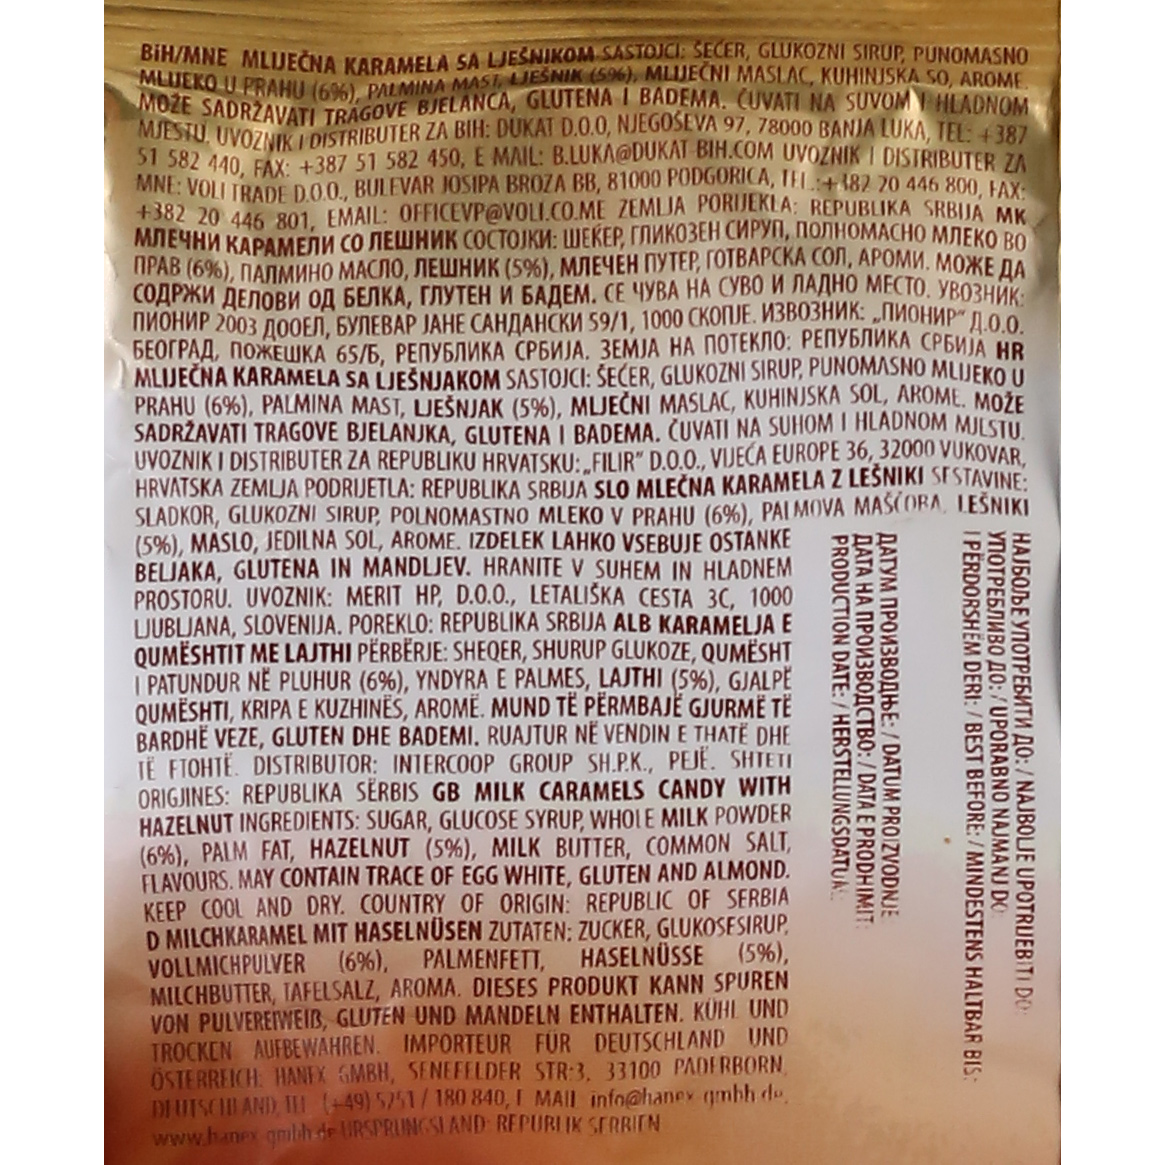 BiH/MNE MLIJEČNA KARAMELA SA LJEŠNIKOM SASTOJCI: ŠEĆER, GLUKOZNI SIRUP, PUNOMASNO
MLIJEKO U PRAHU (6%), PALMINA MAST, LJEŠNIK (5%), MLIJEČNI MASLAC, KUHINJSKA SO, AROME.
MOŽE SADRŽAVATI TRAGOVE BJELANCA, GLUTENA I BADEMA. ČUVATI NA SUVOM I HLADNOM
MJESTU. UVOZNIK I DISTRIBUTER ZA BIH: DUKAT D.O.O, NJEGOŠEVA 97, 78000 BANJA LUKA, TEL: +387
51 582 440, FAX: +387 51 582 450, E MAIL: B.LUKA@DUKAT-BIH.COM UVOZNIK I DISTRIBUTER ZA
MNE: VOLI TRADE D.O.O., BULEVAR JOSIPA BROZA BB, 81000 PODGORICA, TEL.:+382 20 446 800, FAX:
+382 20 446 801, EMAIL: OFFICEVP@VOLI.CO.ME ZEMLJA PORIJEKLA: REPUBLIKA SRBIJA MK
МЛЕЧНИ КАРАМЕЛИ СО ЛЕШНИК СОСТОЈКИ: ШЕЌЕР, ГЛИКОЗЕН СИРУП, ПОЛНОМАСНО МЛЕКО ВО
ПРАВ (6%), ПАЛМИНО МАСЛО, ЛЕШНИК (5%), МЛЕЧЕН ПУТЕР, ГОТВАРСКА СОЛ, АРОМИ. МОЖЕ ДА
СОДРЖИ ДЕЛОВИ ОД БЕЛКА, ГЛУТЕН И БАДЕМ. СЕ ЧУВА НА СУВО И ЛАДНО МЕСТО. УВОЗНИК:
ПИОНИР 2003 ДООЕЛ, БУЛЕВАР ЈАНЕ САНДАНСКИ 59/1, 1000 СКОПЈЕ. ИЗВОЗНИК: „ПИОНИР“ Д.О.О.
БЕОГРАД, ПОЖЕШКА 65/Б, РЕПУБЛИКА СРБИЈА. ЗЕМЈА НА ПОТЕКЛО: РЕПУБЛИКА СРБИЈА HR
MLIJEČNA KARAMELA SA LJEŠNJAKOM SASTOJCI: ŠEĆER, GLUKOZNI SIRUP, PUNOMASNO MLIJEKO U
PRAHU (6%), PALMINA MAST, LJEŠNJAK (5%), MLJEČNI MASLAC, KUHINJSKA SOL, AROME. MOŽE
SADRŽAVATI TRAGOVE BJELANJKA, GLUTENA I BADEMA. ČUVATI NA SUHOM I HLADNOM MJESTU.
UVOZNIK I DISTRIBUTER ZA REPUBLIKU HRVATSKU: „FILIR“ D.O.O., VIJEĆA EUROPE 36, 32000 VUKOVAR,
HRVATSKA ZEMLJA PODRIJETLA: REPUBLIKA SRBIJA SLO MLEČNA KARAMELA Z LEŠNIKI SESTAVINE:
SLADKOR, GLUKOZNI SIRUP, POLNOMASTNO MLEKO V PRAHU (6%), PALMOVA MAŠČOBA, LEŠNIKI
(5%), MASLO, JEDILNA SOL, AROME. IZDELEK LAHKO VSEBUJE OSTANKE
BELJAKA, GLUTENA IN MANDLJEV. HRANITE V SUHEM IN HLADNEM
PROSTORU. UVOZNIK: MERIT HP, D.O.O., LETALIŠKA CESTA 3C, 1000
LJUBLJANA, SLOVENIJA. POREKLO: REPUBLIKA SRBIJA ALB KARAMELJA E
QUMËSHTIT ME LAJTHI PËRBËRJE: SHEQER, SHURUP GLUKOZE, QUMËSHT
I PATUNDUR NË PLUHUR (6%), YNDYRA E PALMES, LAJTHI (5%), GJALPË
QUMËSHTI, KRIPA E KUZHINËS, AROMË. MUND TË PËRMBAJË GJURMË TË
BARDHË VEZE, GLUTEN DHE BADEMI. RUAJTUR NË VENDIN E THATË DHE
TË FTOHTË. DISTRIBUTOR: INTERCOOP GROUP SH.P.K., PEJË. SHTETI
ORIGJINES: REPUBLIKA SËRBIS GB MILK CARAMELS CANDY WITH
HAZELNUT INGREDIENTS: SUGAR, GLUCOSE SYRUP, WHOLE MILK POWDER
(6%), PALM FAT, HAZELNUT (5%), MILK BUTTER, COMMON SALT,
FLAVOURS. MAY CONTAIN TRACE OF EGG WHITE, GLUTEN AND ALMOND.
KEEP COOL AND DRY. COUNTRY OF ORIGIN: REPUBLIC OF SERBIA
D MILCHKARAMEL MIT HASELNÜSEN ZUTATEN: ZUCKER, GLUKOSESIRUP,
VOLLMICHPULVER (6%), PALMENFETT, HASELNÜSSE (5%),
MILCHBUTTER, TAFELSALZ, AROMA. DIESES PRODUKT KANN SPUREN
VON PULVEREIWEIß, GLUTEN UND MANDELN ENTHALTEN. KÜHL UND
TROCKEN AUFBEWAHREN. IMPORTEUR FÜR DEUTSCHLAND UND
ÖSTERREICH: HANEX GMBH, SENEFELDER STR.3, 33100 PADERBORN,
DEUTSCHLAND, TEL (+49) 5251 / 180 840, E MAIL info@hanex-gmbh.de,
www.hanex-gmbh.de URSPRUNGSLAND: REPUBLIK SERBIEN
НАЈБОЉЕ УПОТРЕБИТИ ДО: / NAJBOLJE UPOTRIJEBITI DO:
УПОТРЕБЛИВО ДО: / UPORABNO NAJMANJ DO:
I PËRDORSHËM DERI: / BEST BEFORE: / MINDESTENS HALTBAR BIS:
ДАТУМ ПРОИЗВОДЊЕ: / DATUM PROIZVODNJE
ДАТА НА ПРОИЗВОДСТВО: / DATA E PRODHIMIT:
PRODUCTION DATE: / HERSTELLUNGSDATUM: